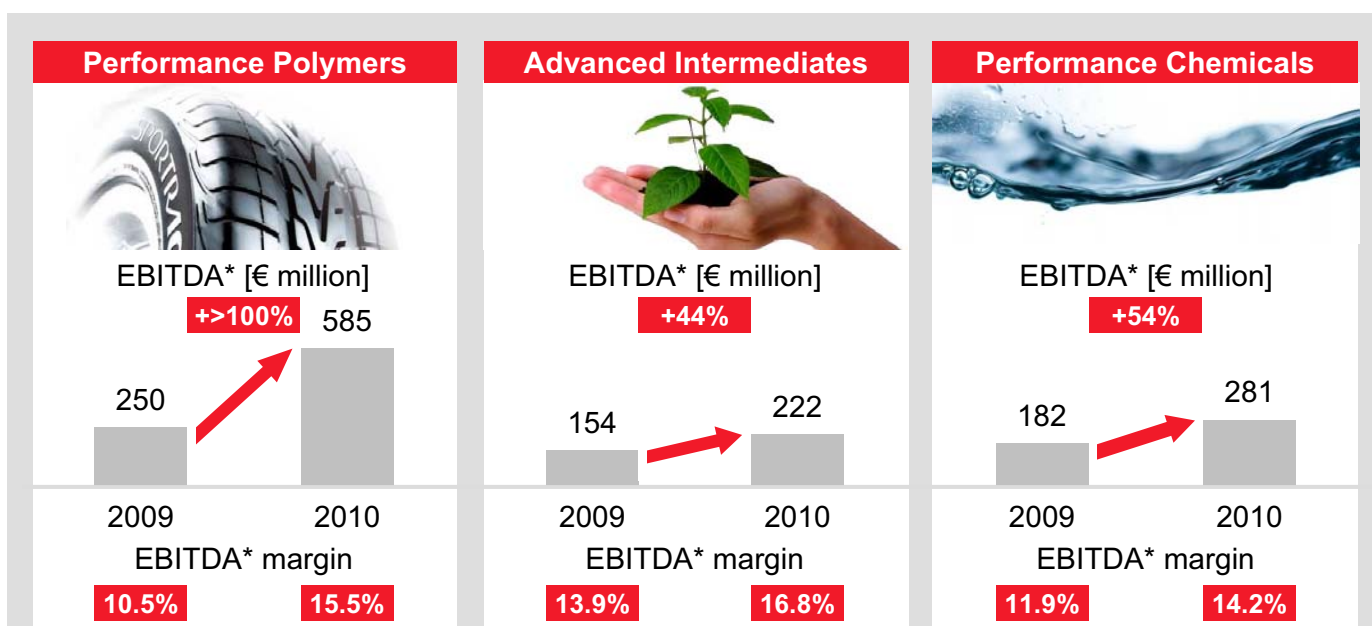 Performance Polymers
SPORTRAC
EBITDA* [€ million]
+>100%
585
250
2009 2010
EBITDA* margin
10.5% 15.5%
Advanced Intermediates
EBITDA* [€ million]
+44%
222
154
2009 2010
EBITDA* margin
13.9% 16.8%
Performance Chemicals
EBITDA* [€ million]
+54%
281
182
2009 2010
EBITDA* margin
11.9% 14.2%